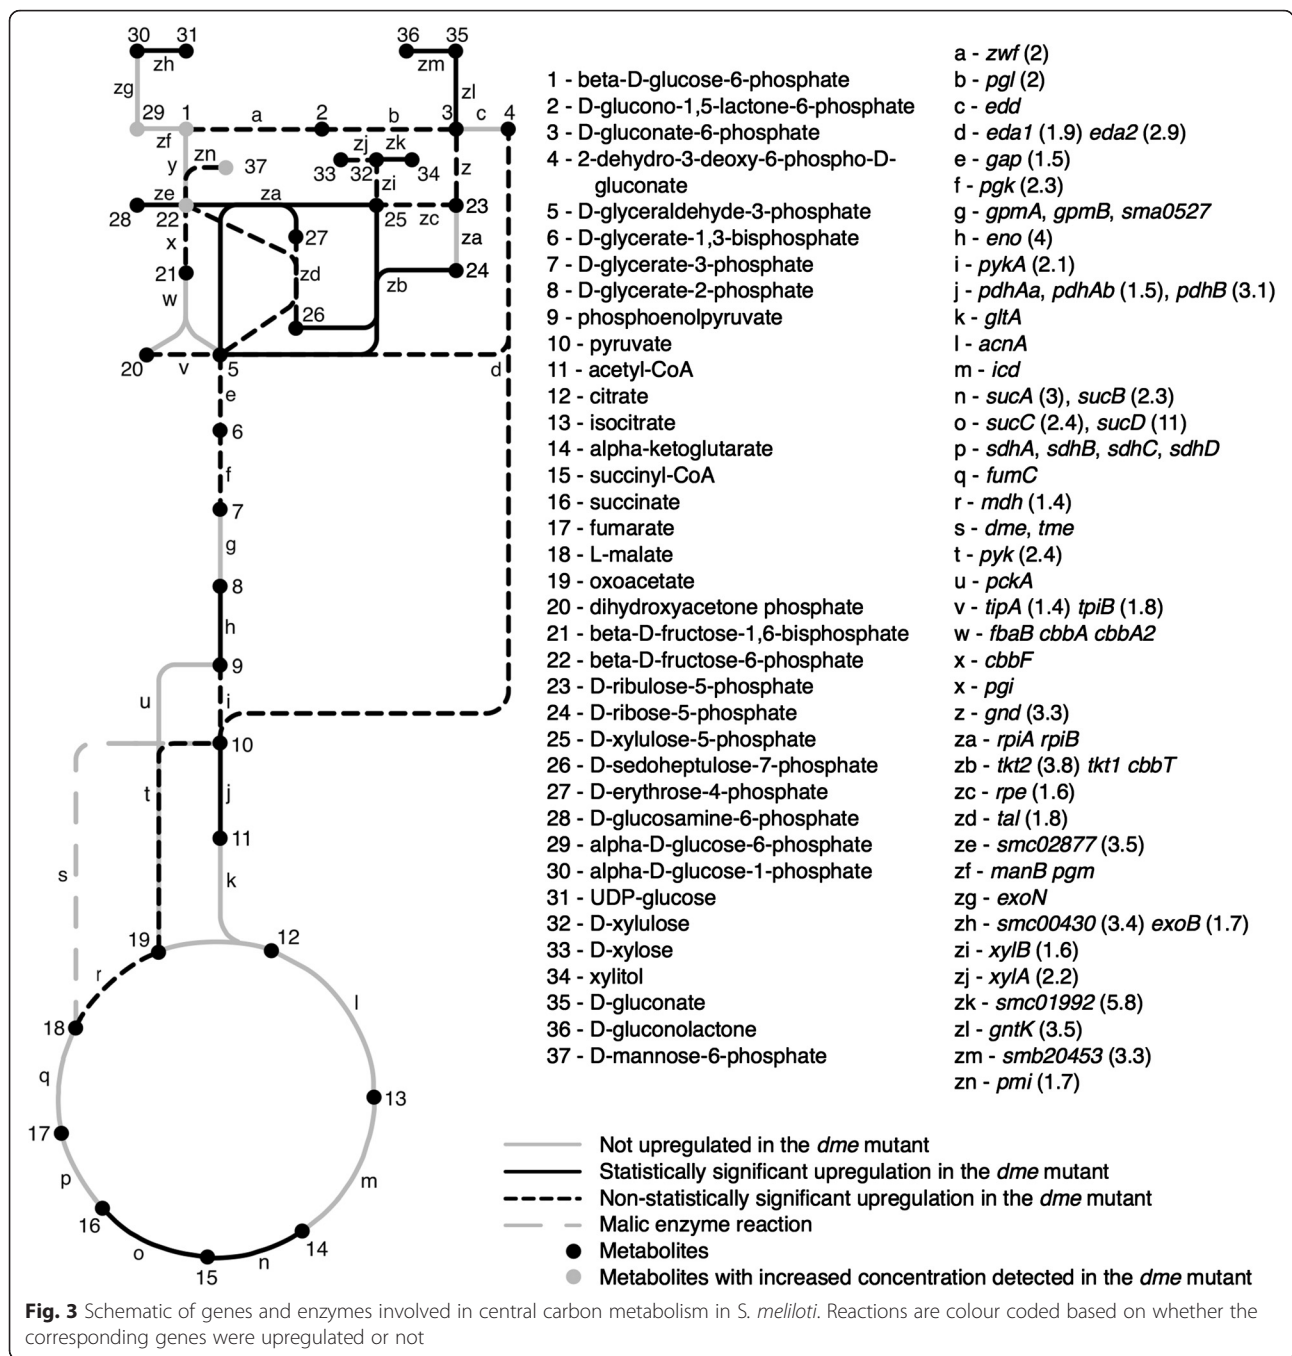 30 31
zh
zg
29 1 a 2 b 3 c 4
zf
36 35
zm
zl
y zn 37
zj zk
33 32 34
zi
z
ze za
28 22 25 zc 23
x 27 za
21 zd zb 24
w 26
20 v 5 d
e
6
f
7
g
8
h
9
u i
10
t j
11
s k
19 12
r l
18
q 13
17
p m
16 14
o n
15
1 - beta-D-glucose-6-phosphate
2 - D-glucono-1,5-lactone-6-phosphate
3 - D-gluconate-6-phosphate
4 - 2-dehydro-3-deoxy-6-phospho-D-
gluconate
5 - D-glyceraldehyde-3-phosphate
6 - D-glycerate-1,3-bisphosphate
7 - D-glycerate-3-phosphate
8 - D-glycerate-2-phosphate
9 - phosphoenolpyruvate
10 - pyruvate
11 - acetyl-CoA
12 - citrate
13 - isocitrate
14 - alpha-ketoglutarate
15 - succinyl-CoA
16 - succinate
17 - fumarate
18 - L-malate
19 - oxoacetate
20 - dihydroxyacetone phosphate
21 - beta-D-fructose-1,6-bisphosphate
22 - beta-D-fructose-6-phosphate
23 - D-ribulose-5-phosphate
24 - D-ribose-5-phosphate
25 - D-xylulose-5-phosphate
26 - D-sedoheptulose-7-phosphate
27 - D-erythrose-4-phosphate
28 - D-glucosamine-6-phosphate
29 - alpha-D-glucose-6-phosphate
30 - alpha-D-glucose-1-phosphate
31 - UDP-glucose
32 - D-xylulose
33 - D-xylose
34 - xylitol
35 - D-gluconate
36 - D-gluconolactone
37 - D-mannose-6-phosphate
a - zwf (2)
b - pgl (2)
c - edd
d - eda1 (1.9) eda2 (2.9)
e - gap (1.5)
f - pgk (2.3)
g - gpmA, gpmB, sma0527
h - eno (4)
i - pykA (2.1)
j - pdhAa, pdhAb (1.5), pdhB (3.1)
k - gltA
l - acnA
m - icd
n - sucA (3), sucB (2.3)
o - sucC (2.4), sucD (11)
p - sdhA, sdhB, sdhC, sdhD
q - fumC
r - mdh (1.4)
s - dme, tme
t - pyk (2.4)
u - pckA
v - tipA (1.4) tpiB (1.8)
w - fbaB cbbA cbbA2
x - cbbF
x - pgi
z - gnd (3.3)
za - rpiA rpiB
zb - tkt2 (3.8) tkt1 cbbT
zc - rpe (1.6)
zd - tal (1.8)
ze - smc02877 (3.5)
zf - manB pgm
zg - exoN
zh - smc00430 (3.4) exoB (1.7)
zi - xylB (1.6)
zj - xylA (2.2)
zk - smc01992 (5.8)
zl - gntK (3.5)
zm - smb20453 (3.3)
zn - pmi (1.7)
Not upregulated in the dme mutant
Statistically significant upregulation in the dme mutant
Non-statistically significant upregulation in the dme mutant
Malic enzyme reaction
Metabolites
Metabolites with increased concentration detected in the dme mutant
Fig. 3 Schematic of genes and enzymes involved in central carbon metabolism in S. meliloti. Reactions are colour coded based on whether the
corresponding genes were upregulated or not